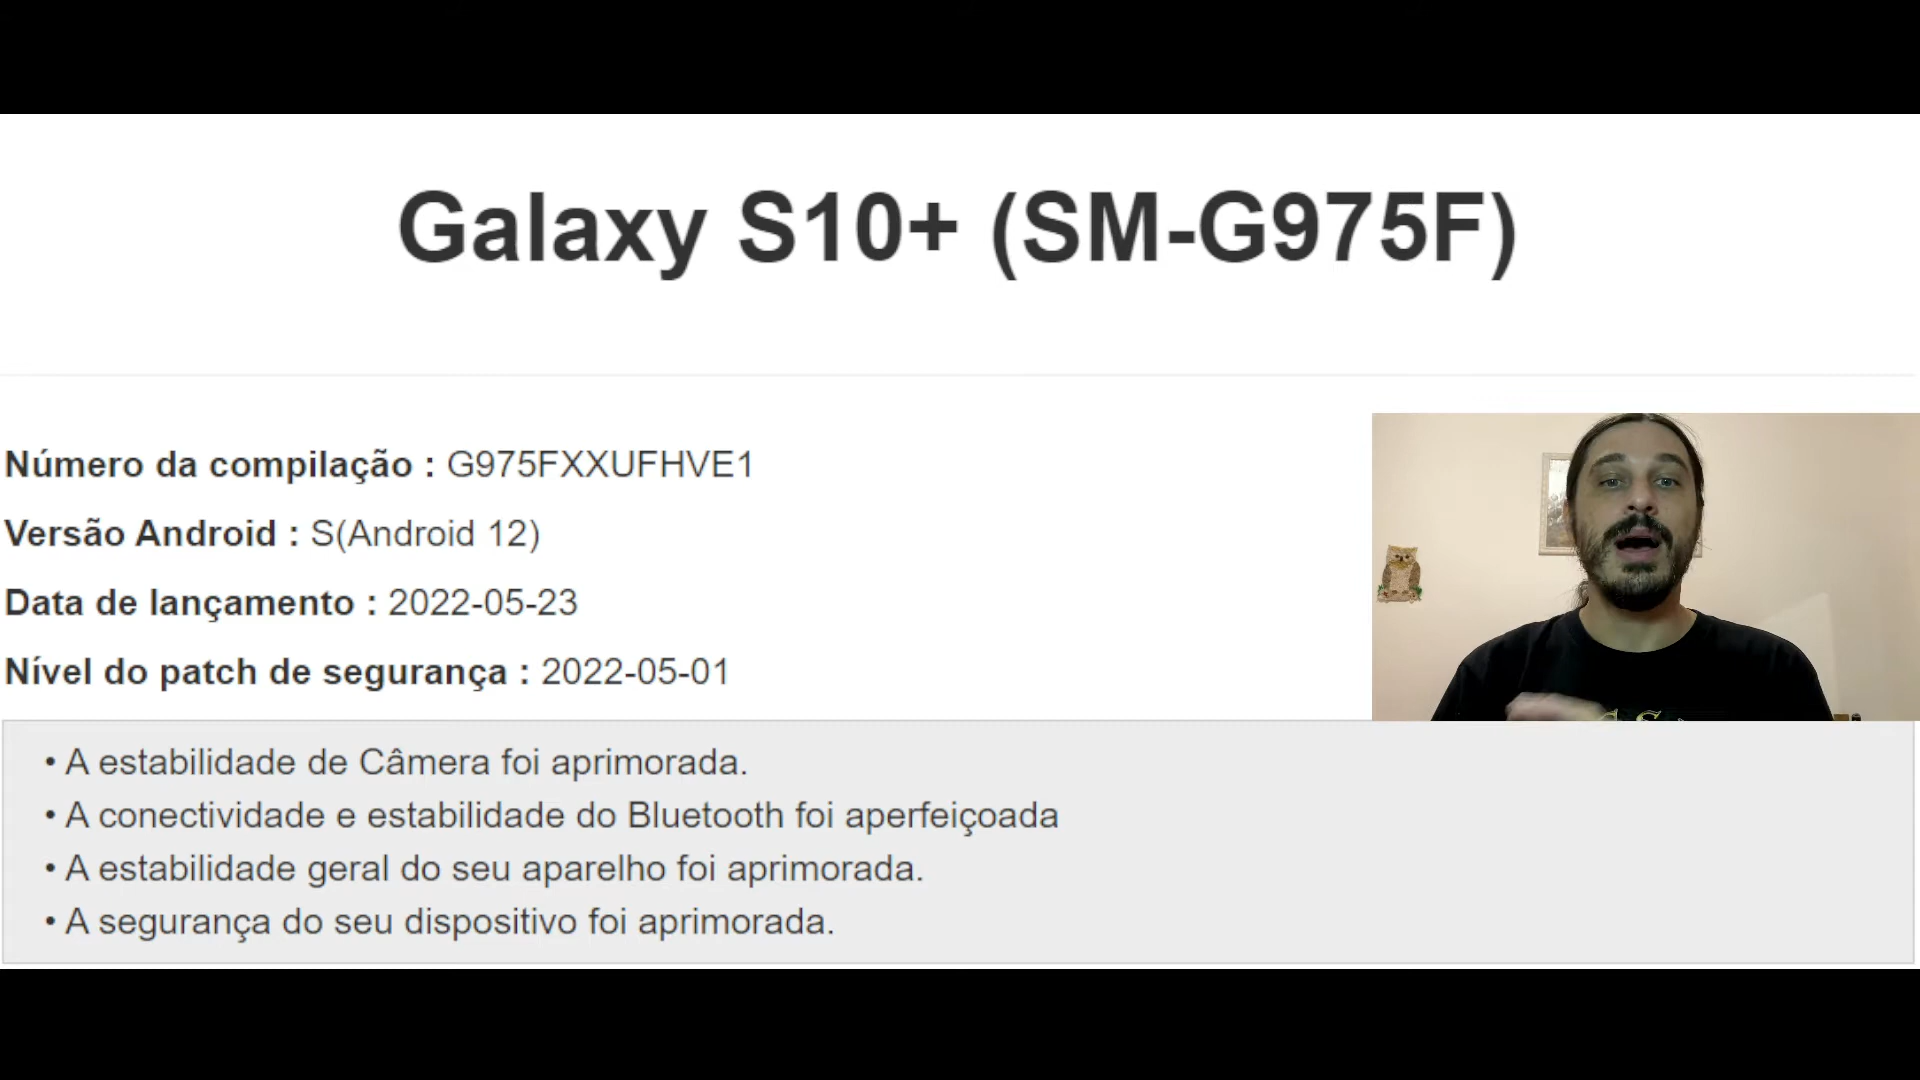 Galaxy S10+ (SM-G975F)
Número da compilação : G975FXXUFHVE1
Versão Android : S(Android 12)
Data de lançamento : 2022-05-23
Nível do patch de segurança : 2022-05-01
• A estabilidade de Câmera foi aprimorada.
• A conectividade e estabilidade do Bluetooth foi aperfeiçoada
• A estabilidade geral do seu aparelho foi aprimorada.
• A segurança do seu dispositivo foi aprimorada.